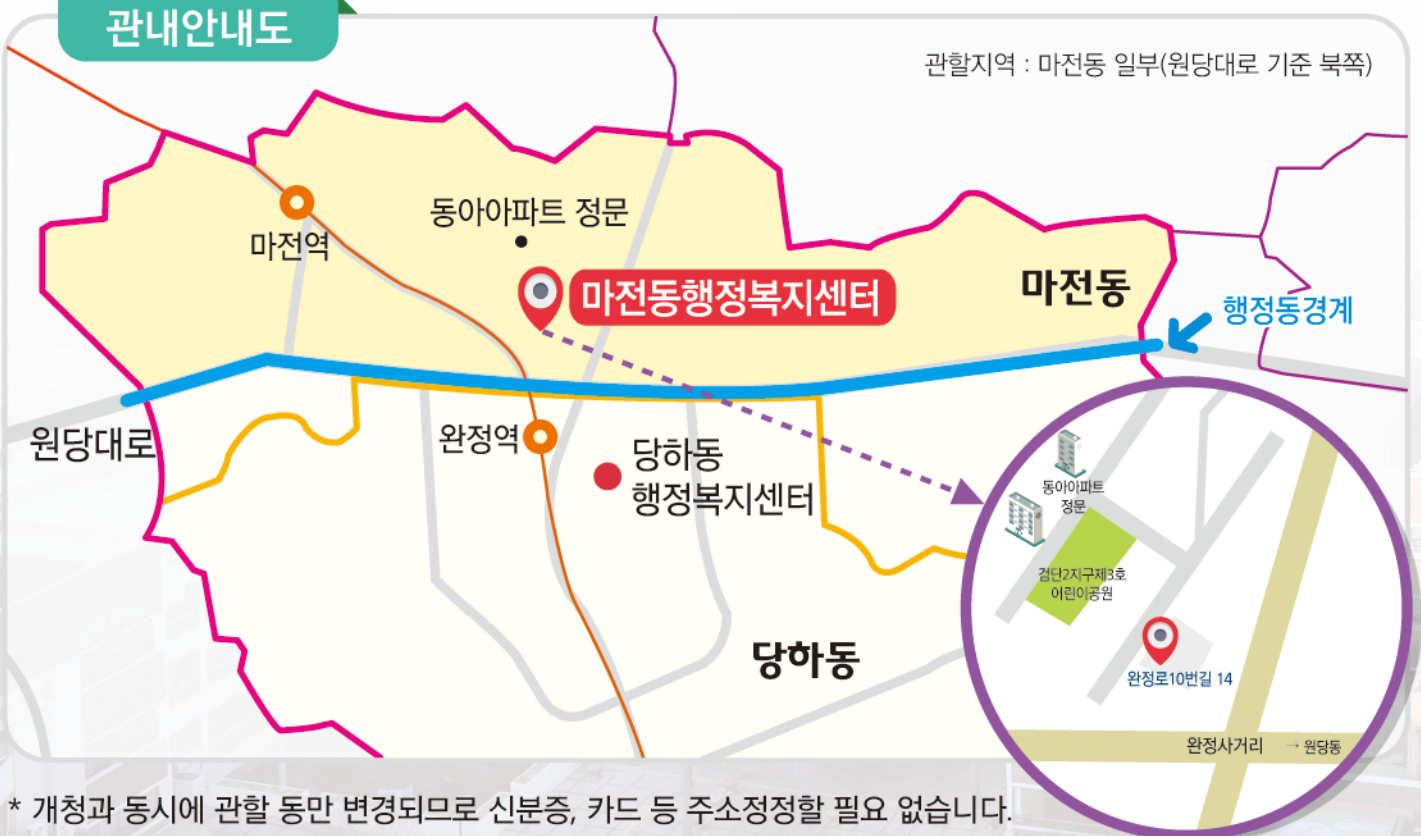 관내안내도
관할지역 : 마전동 일부(원당대로 기준 북쪽)
동아아파트 정문
마전역
마전동행정복지센터
마전동
행정동경계
원당대로
완정역
당하동
행정복지센터
당하동
동아아파트
정문
검단2지구제3호
어린이공원
완정로10번길 14
완정사거리 → 원당동
* 개청과 동시에 관할 동만 변경되므로 신분증, 카드 등 주소정정할 필요 없습니다.